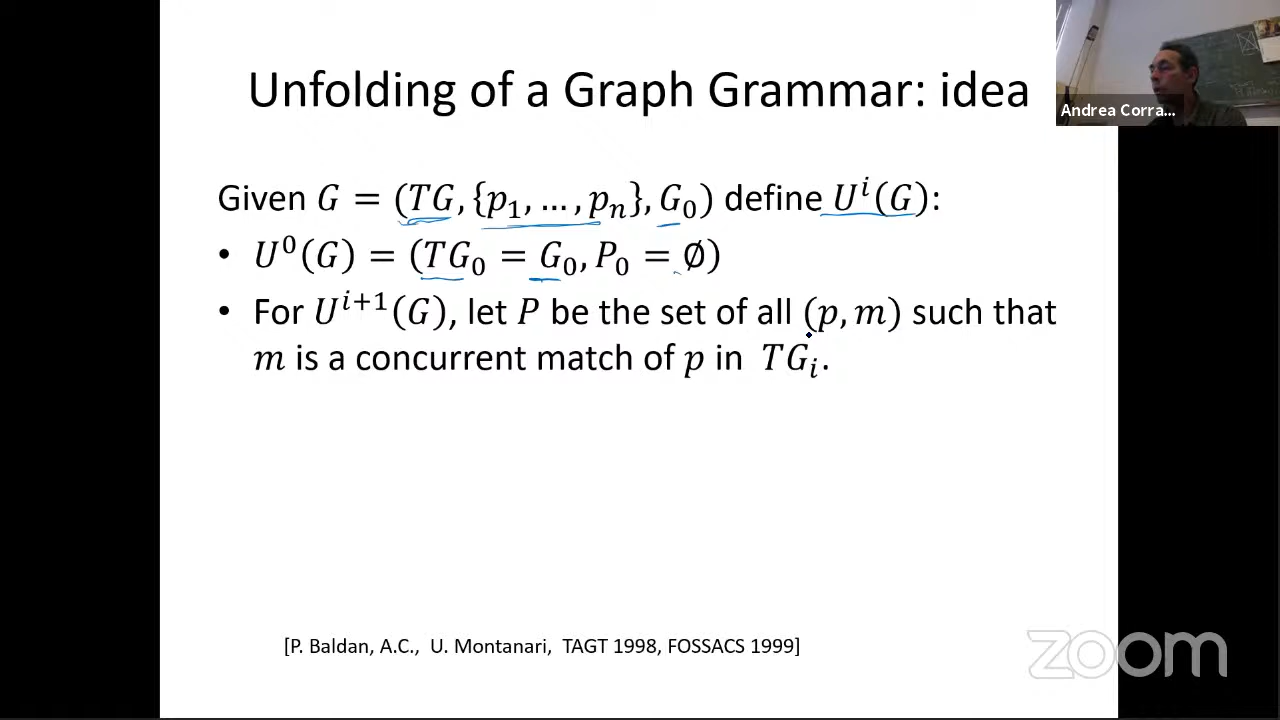 Unfolding of a Graph Grammar: idea
Andrea Corra...
Given G = (TG, {p₁, … , pₙ}, G₀) define Uⁱ(G):
• U⁰(G) = (TG₀ = G₀, P₀ = ∅)
• For Uⁱ⁺¹(G), let P be the set of all (p, m) such that
m is a concurrent match of p in TGᵢ.
[P. Baldan, A.C., U. Montanari, TAGT 1998, FOSSACS 1999]
zoom